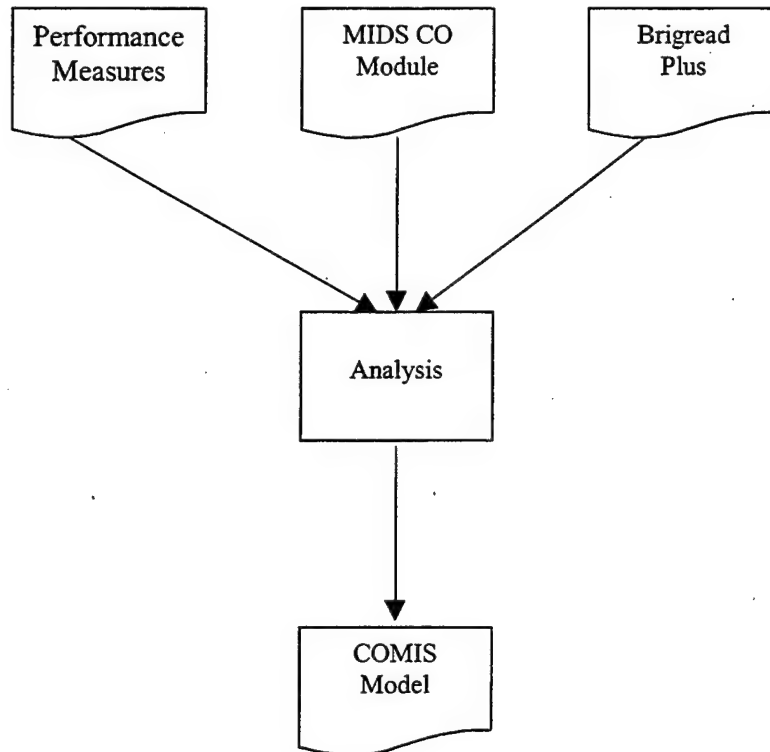 Performance
Measures
MIDS CO
Module
Brigread
Plus
Analysis
COMIS
Model